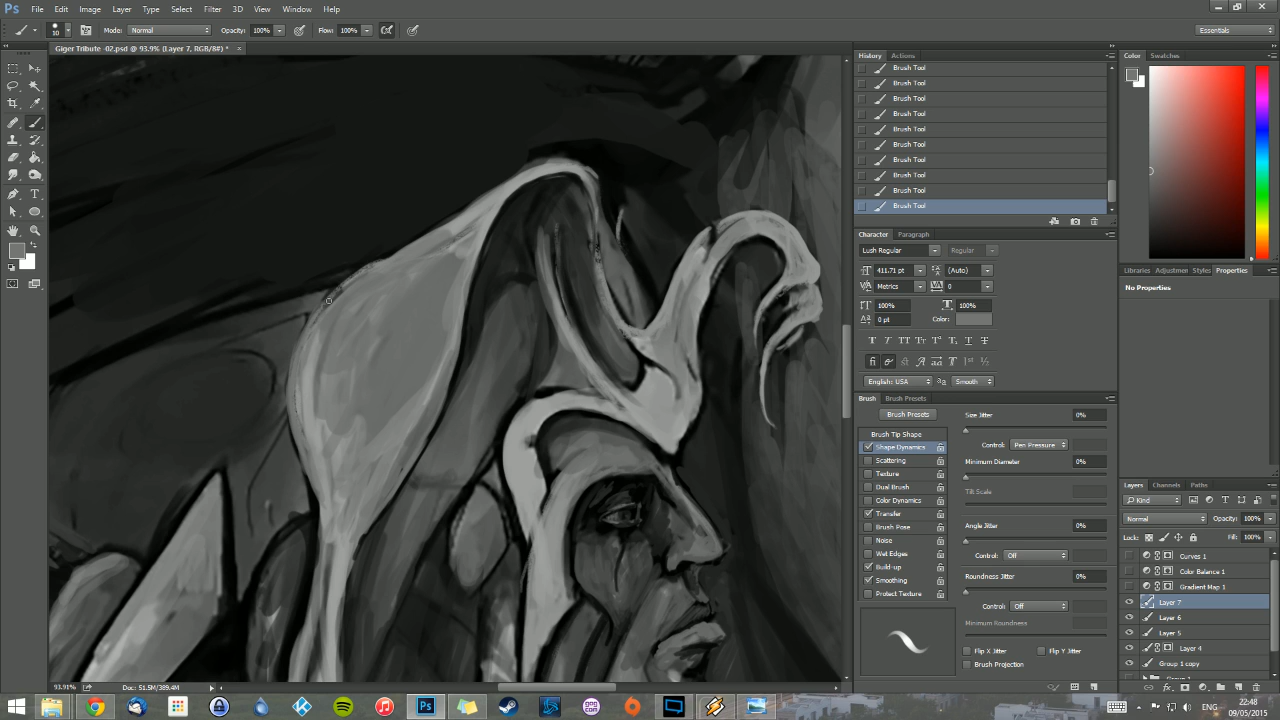 Ps File Edit Image Layer Type Select Filter 3D View Window Help
10 Mode: Normal Opacity: 100% Flow: 100% Essentials
Giger Tribute -02.psd @ 93.9% (Layer 7, RGB/8#) *
History Actions
Brush Tool
Brush Tool
Brush Tool
Brush Tool
Brush Tool
Brush Tool
Brush Tool
Brush Tool
Brush Tool
Brush Tool
Character Paragraph
Lush Regular Regular
411.71 pt (Auto)
Metrics 0
100% 100%
0 pt Color:
English: USA Smooth
Brush Brush Presets
Brush Presets
Brush Tip Shape
Shape Dynamics
Scattering
Texture
Dual Brush
Color Dynamics
Transfer
Brush Pose
Noise
Wet Edges
Build-up
Smoothing
Protect Texture
Size Jitter 0%
Control: Pen Pressure
Minimum Diameter 0%
Tilt Scale
Angle Jitter 0%
Control: Off
Roundness Jitter 0%
Control: Off
Minimum Roundness
Flip X Jitter Flip Y Jitter
Brush Projection
Color Swatches
Libraries Adjustmen Styles Properties
No Properties
Layers Channels Paths
Kind
Normal Opacity: 100%
Lock: Fill: 100%
Curves 1
Color Balance 1
Gradient Map 1
Layer 7
Layer 6
Layer 5
Layer 4
Group 1 copy
93.91% Doc: 51.5M/389.4M
Ps gog.com ENG 22:48
09/05/2015